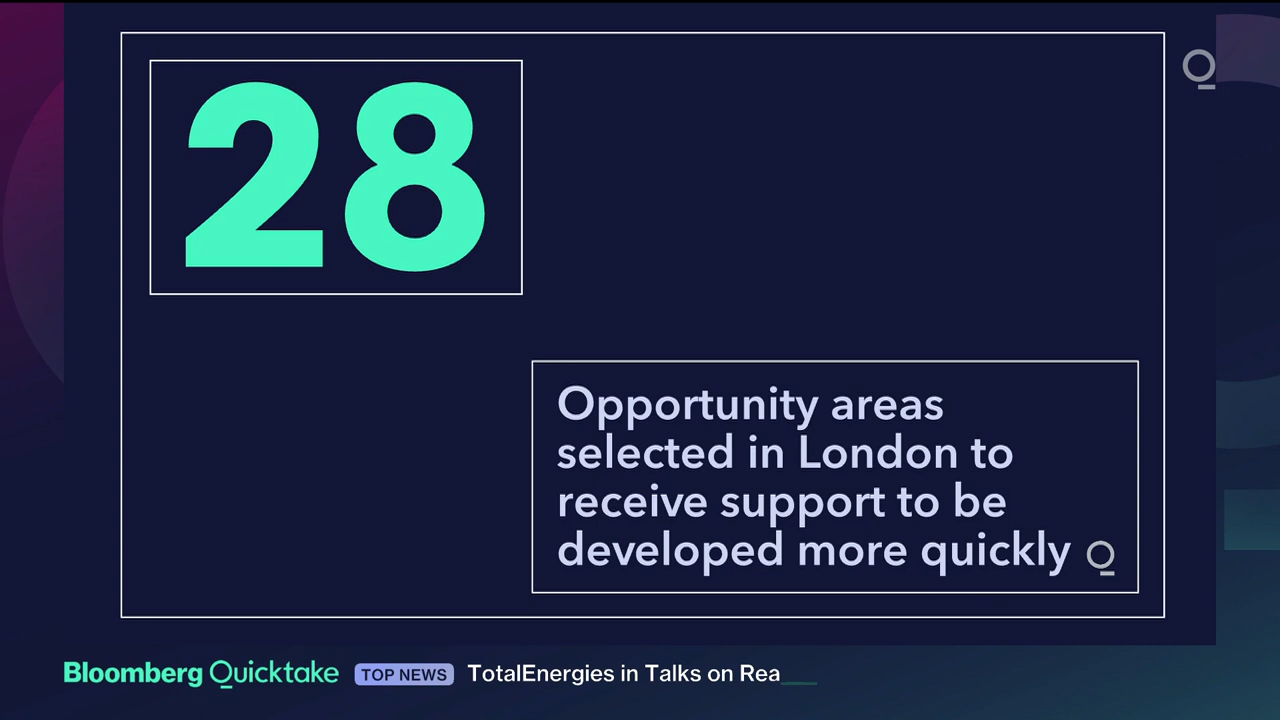 28
Opportunity areas
selected in London to
receive support to be
developed more quickly
Bloomberg Quicktake TOP NEWS TotalEnergies in Talks on Rea